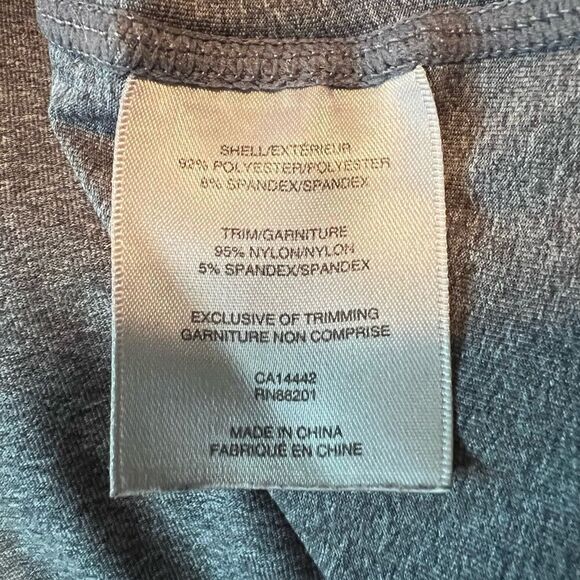 SHELL/EXTÉRIEUR
92% POLYESTER/POLYESTER
8% SPANDEX/SPANDEX
TRIM/GARNITURE
95% NYLON/NYLON
5% SPANDEX/SPANDEX
EXCLUSIVE OF TRIMMING
GARNITURE NON COMPRISE
CA14442
RN88201
MADE IN CHINA
FABRIQUÉ EN CHINE